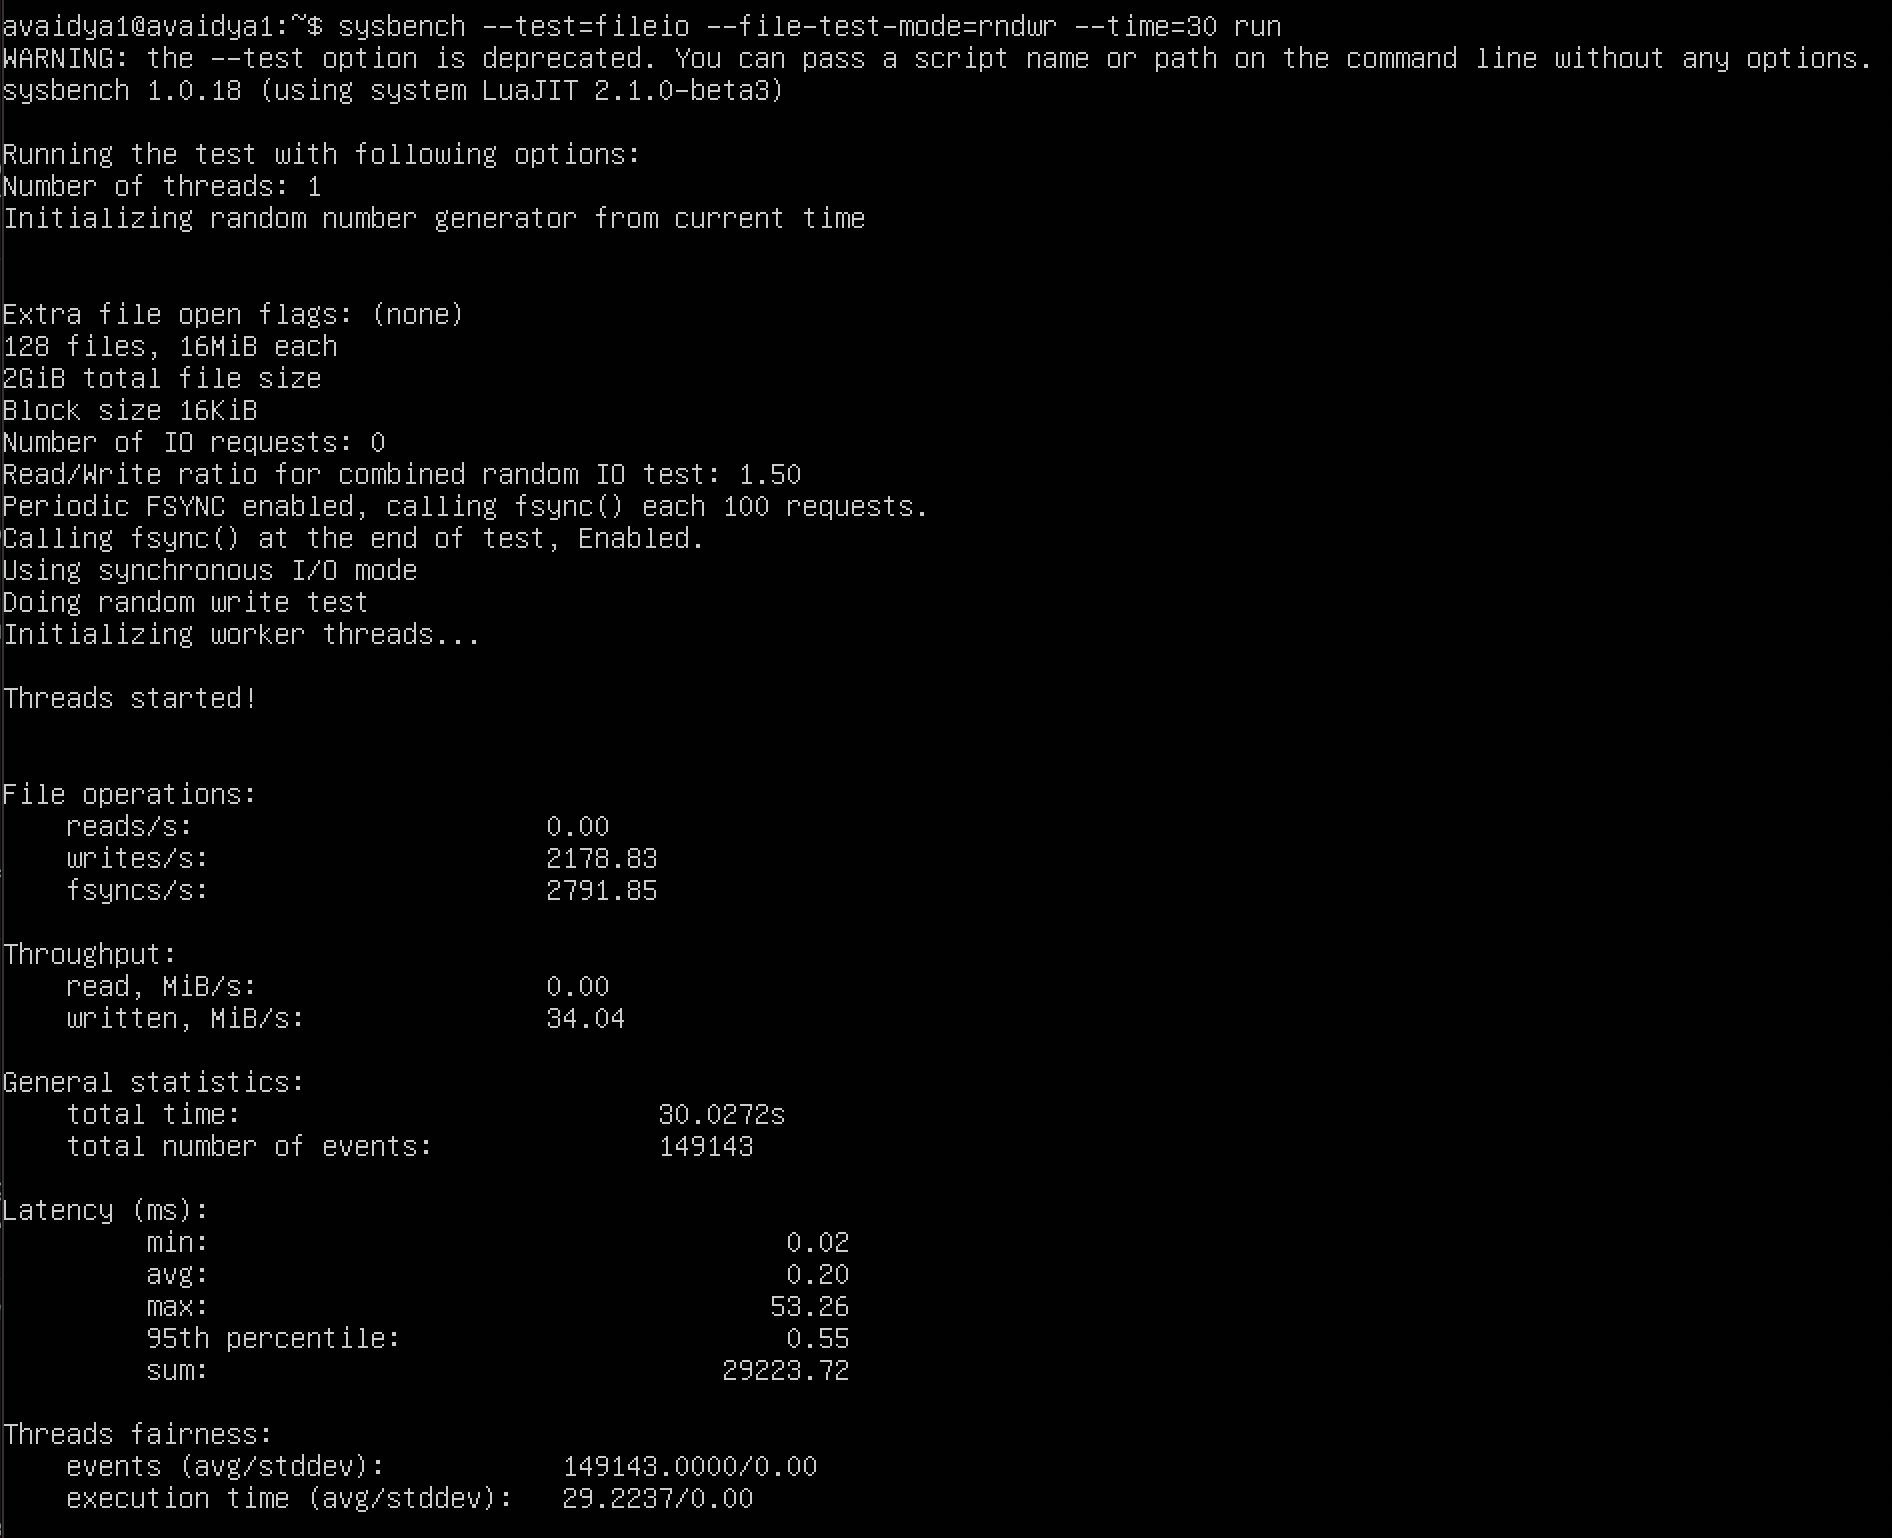 avaidya1@avaidya1:~$ sysbench --test=fileio --file-test-mode=rndwr --time=30 run
WARNING: the --test option is deprecated. You can pass a script name or path on the command line without any options.
sysbench 1.0.18 (using system LuaJIT 2.1.0-beta3)
Running the test with following options:
Number of threads: 1
Initializing random number generator from current time
Extra file open flags: (none)
128 files, 16MiB each
2GiB total file size
Block size 16KiB
Number of IO requests: 0
Read/Write ratio for combined random IO test: 1.50
Periodic FSYNC enabled, calling fsync() each 100 requests.
Calling fsync() at the end of test, Enabled.
Using synchronous I/O mode
Doing random write test
Initializing worker threads...
Threads started!
File operations:
reads/s: 0.00
writes/s: 2178.83
fsyncs/s: 2791.85
Throughput:
read, MiB/s: 0.00
written, MiB/s: 34.04
General statistics:
total time: 30.0272s
total number of events: 149143
Latency (ms):
min: 0.02
avg: 0.20
max: 53.26
95th percentile: 0.55
sum: 29223.72
Threads fairness:
events (avg/stddev): 149143.0000/0.00
execution time (avg/stddev): 29.2237/0.00